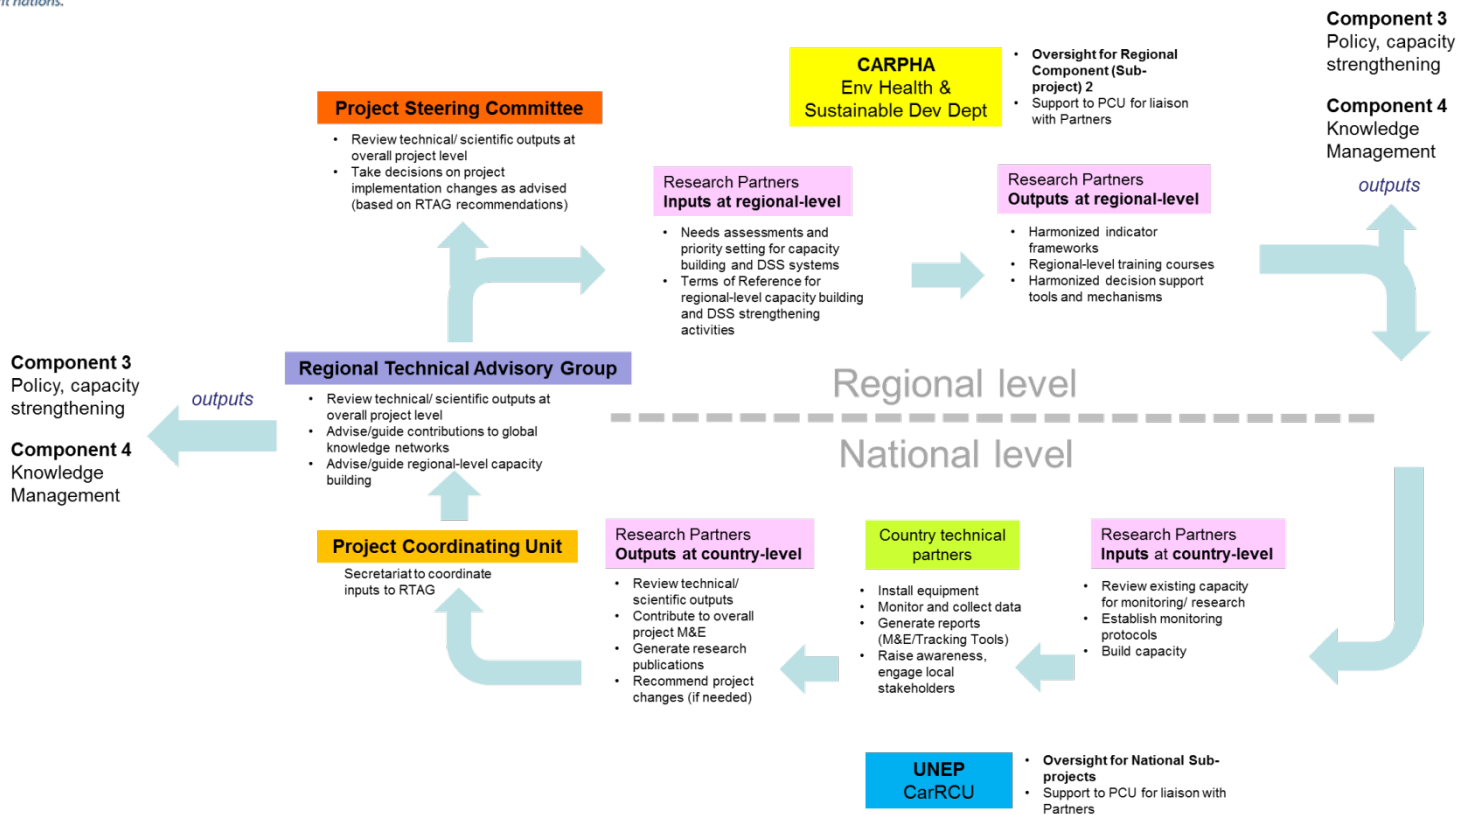 nt nations.
Component 3
Policy, capacity
strengthening
Component 4
Knowledge
Management
outputs
CARPHA
Env Health &
Sustainable Dev Dept
• Oversight for Regional
Component (Sub-
project) 2
• Support to PCU for liaison
with Partners
Project Steering Committee
• Review technical/ scientific outputs at
overall project level
• Take decisions on project
implementation changes as advised
(based on RTAG recommendations)
Research Partners
Inputs at regional-level
• Needs assessments and
priority setting for capacity
building and DSS systems
• Terms of Reference for
regional-level capacity building
and DSS strengthening
activities
Research Partners
Outputs at regional-level
• Harmonized indicator
frameworks
• Regional-level training courses
• Harmonized decision support
tools and mechanisms
Component 3
Policy, capacity
strengthening
Component 4
Knowledge
Management
outputs
Regional Technical Advisory Group
• Review technical/ scientific outputs at
overall project level
• Advise/guide contributions to global
knowledge networks
• Advise/guide regional-level capacity
building
Regional level
National level
Project Coordinating Unit
Secretariat to coordinate
inputs to RTAG
Research Partners
Outputs at country-level
• Review technical/
scientific outputs
• Contribute to overall
project M&E
• Generate research
publications
• Recommend project
changes (if needed)
Country technical
partners
• Install equipment
• Monitor and collect data
• Generate reports
(M&E/Tracking Tools)
• Raise awareness,
engage local
stakeholders
Research Partners
Inputs at country-level
• Review existing capacity
for monitoring/ research
• Establish monitoring
protocols
• Build capacity
UNEP
CarRCU
• Oversight for National Sub-
projects
• Support to PCU for liaison with
Partners